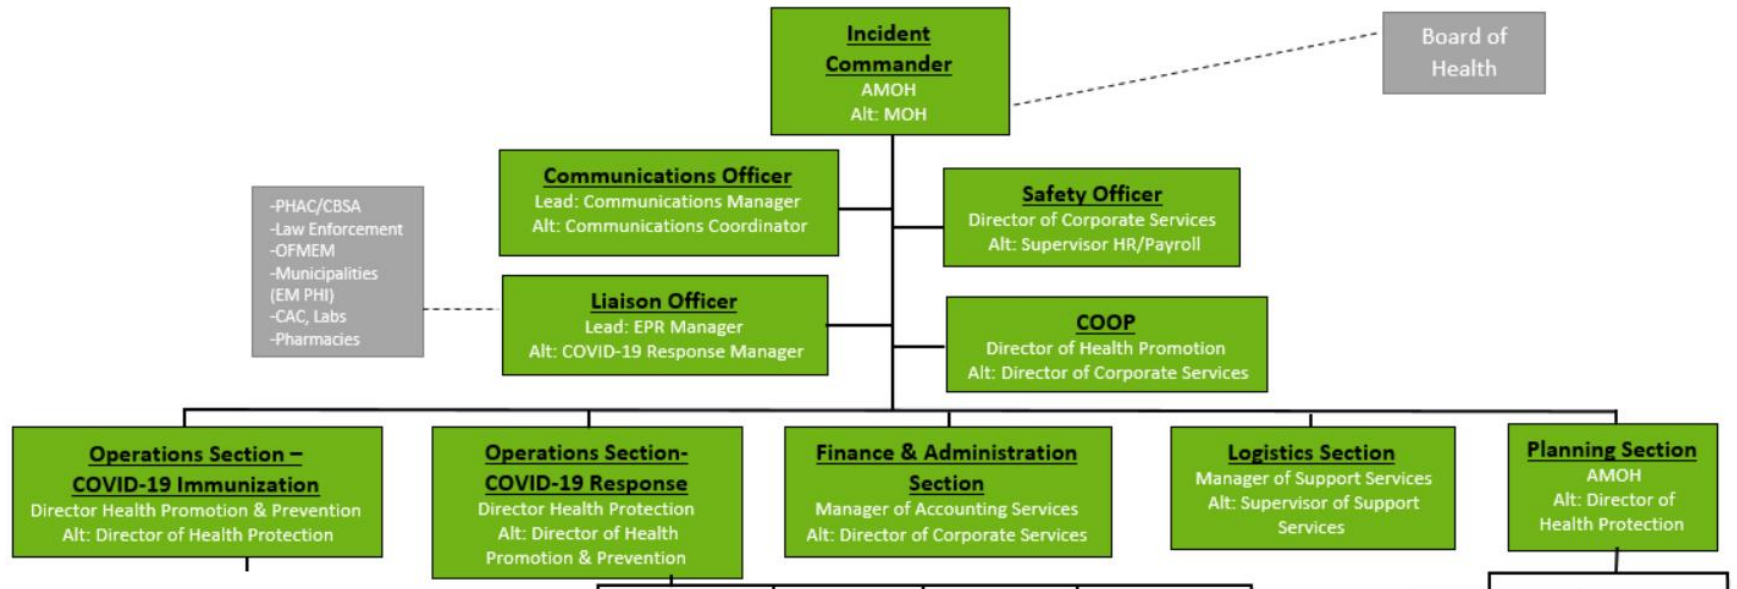 Incident
Commander
AMOH
Alt: MOH
Board of
Health
Communications Officer
Lead: Communications Manager
Alt: Communications Coordinator
Safety Officer
Director of Corporate Services
Alt: Supervisor HR/Payroll
-PHAC/CBSA
-Law Enforcement
-OFMEM
-Municipalities
(EM PHI)
-CAC, Labs
-Pharmacies
Liaison Officer
Lead: EPR Manager
Alt: COVID-19 Response Manager
COOP
Director of Health Promotion
Alt: Director of Corporate Services
Operations Section –
COVID-19 Immunization
Director Health Promotion & Prevention
Alt: Director of Health Protection
Operations Section-
COVID-19 Response
Director Health Protection
Alt: Director of Health
Promotion & Prevention
Finance & Administration
Section
Manager of Accounting Services
Alt: Director of Corporate Services
Logistics Section
Manager of Support Services
Alt: Supervisor of Support
Services
Planning Section
AMOH
Alt: Director of
Health Protection